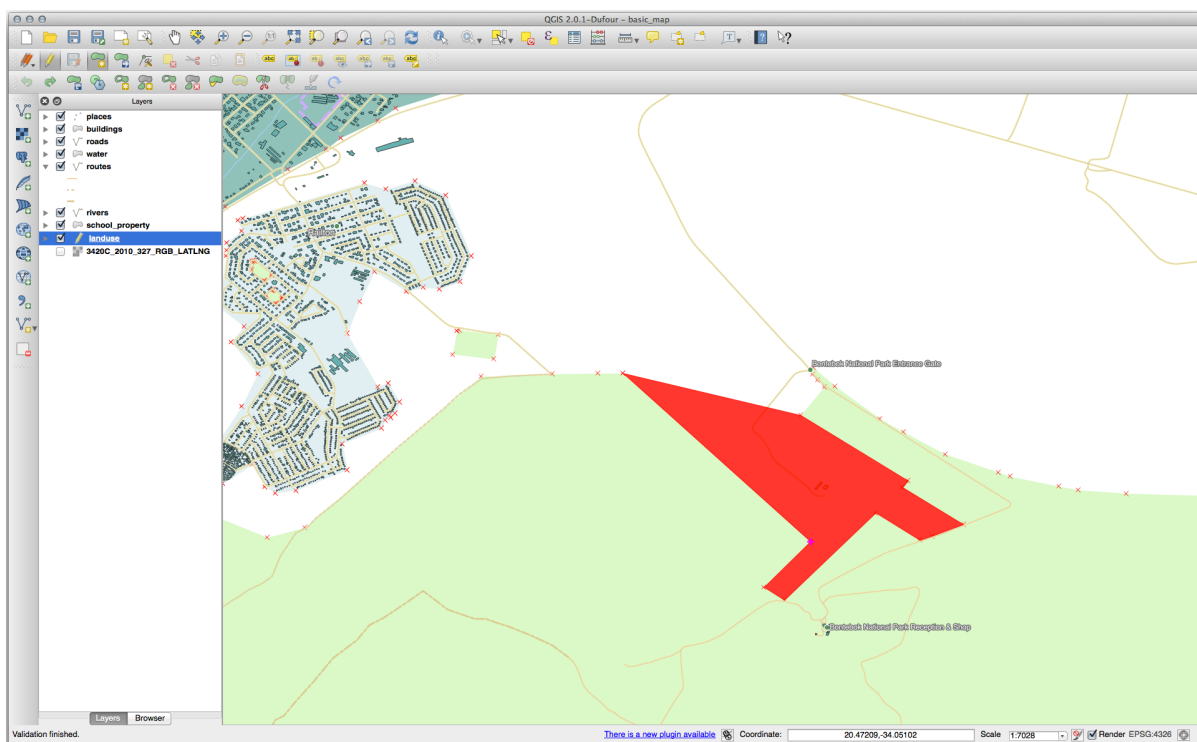 QGIS 2.0.1-Dufour - basic_map
Layers
places
buildings
roads
water
routes
rivers
school_property
landuse
3420C_2010_327_RGB_LATLNG
Railton
Bontebok National Park Entrance Gate
Bontebok National Park Reception & Shop
Layers Browser
Validation finished.
There is a new plugin available
Coordinate: 20.47209,-34.05102
Scale 1:7028
Render EPSG:4326